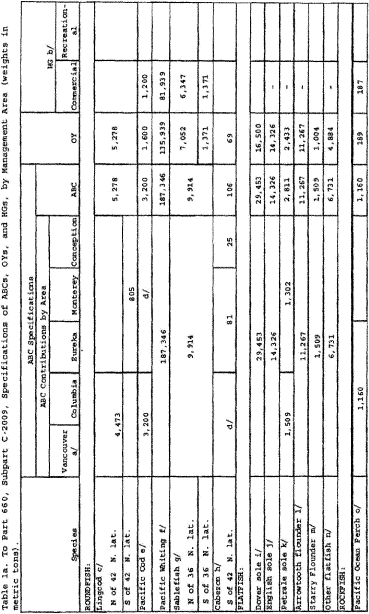 Table 1a. To Part 660, Subpart C-2009, Specifications of ABCs, OYs, and HGs, by Management Area (weights in
metric tons).
ABC Specifications
ABC Contributions by Area
HG b/
Species
Vancouver a/ Columbia Eureka Monterey Conception ABC OY Commercial Recreation-al
ROUNDFISH:
Lingcod c/
N of 42 N. lat. 4,473 5,278 5,278
S of 42 N. lat. 805
Pacific Cod e/ 3,200 d/ 3,200 1,600 1,200
Pacific Whiting f/ 187,346 187,346 135,939 81,939
Sablefish g/
N of 36 N. lat. 9,914 9,914 7,052 6,347
S of 36 N. lat. 1,371 1,371
Cabezon h/
S of 42 N. lat. d/ 81 25 106 69
FLATFISH:
Dover sole i/ 29,453 29,453 16,500 -
English sole j/ 14,326 14,326 14,326 -
Petrale sole k/ 1,509 1,302 2,811 2,433 -
Arrowtooth flounder l/ 11,267 11,267 11,267 -
Starry Flounder m/ 1,509 1,509 1,004 -
Other flatfish n/ 6,731 6,731 4,884 -
ROCKFISH:
Pacific Ocean Perch o/ 1,160 1,160 189 187